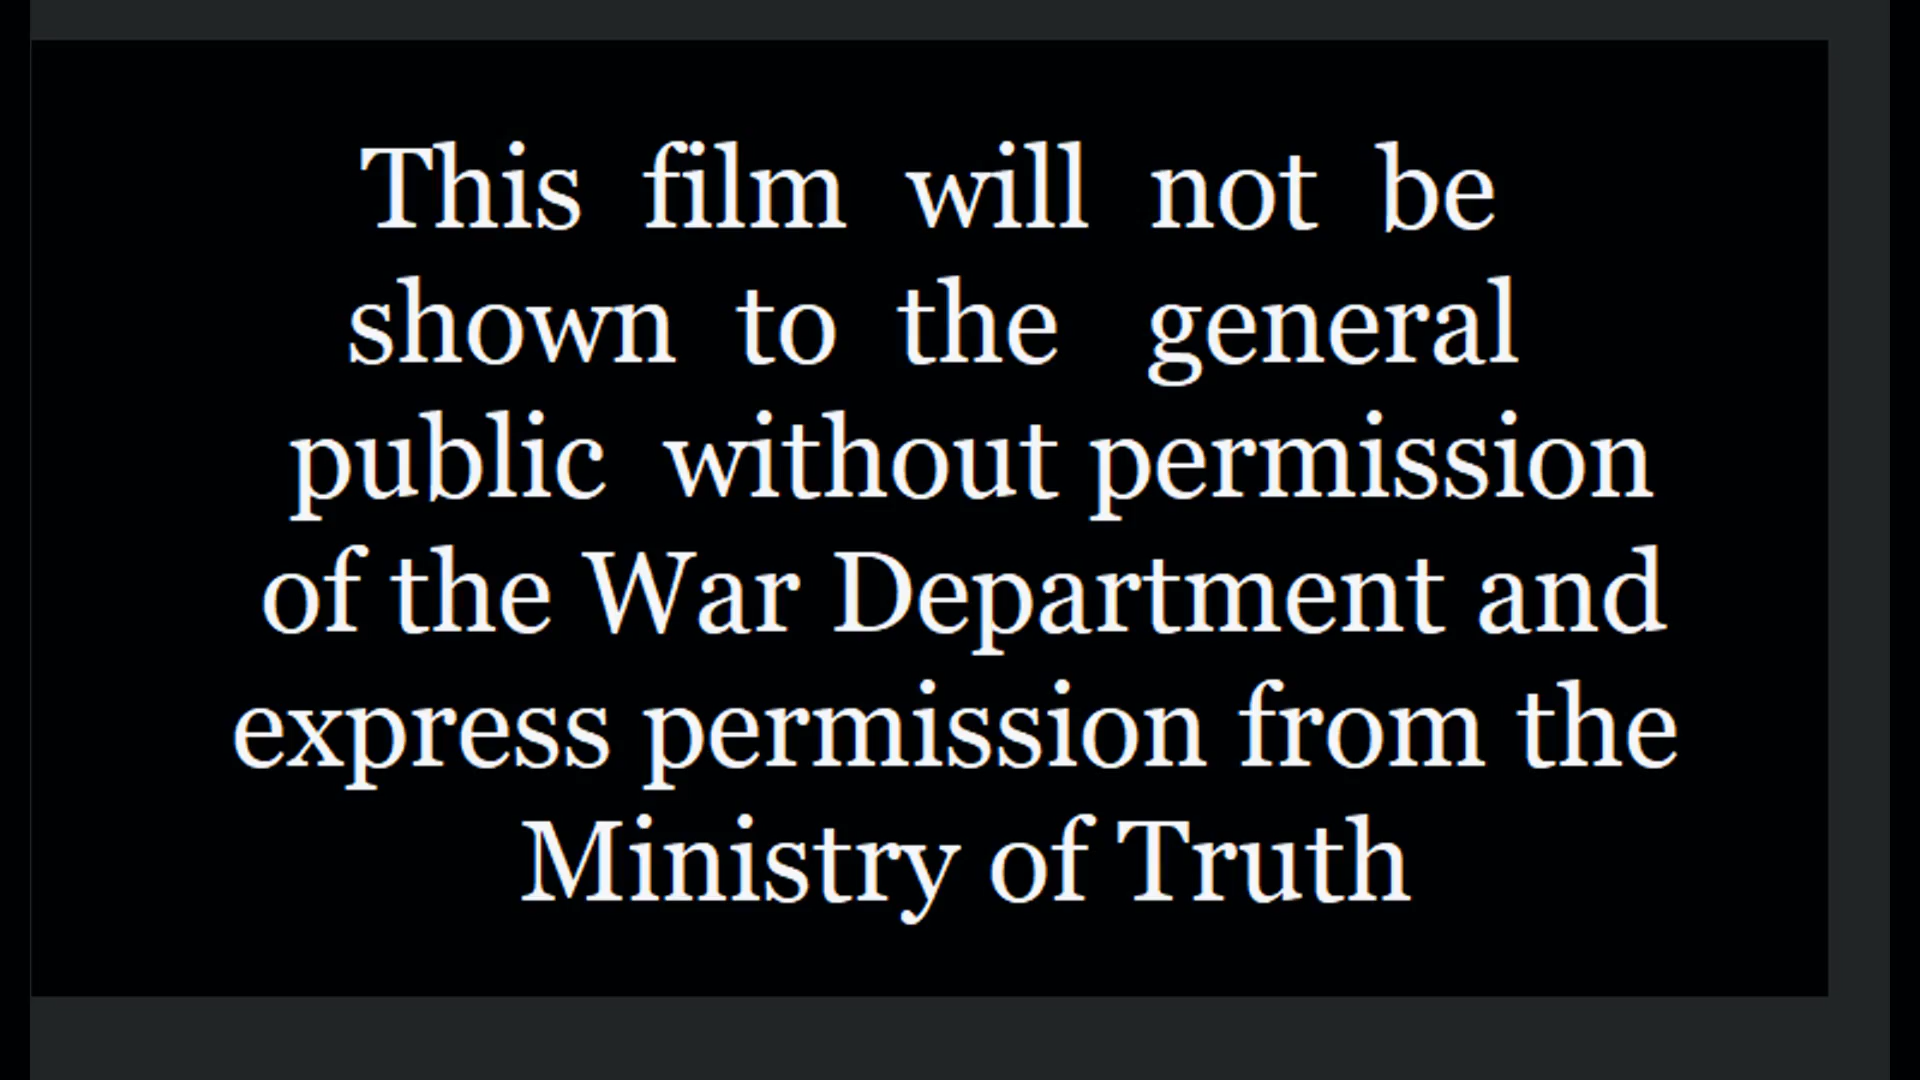 This film will not be
shown to the general
public without permission
of the War Department and
express permission from the
Ministry of Truth